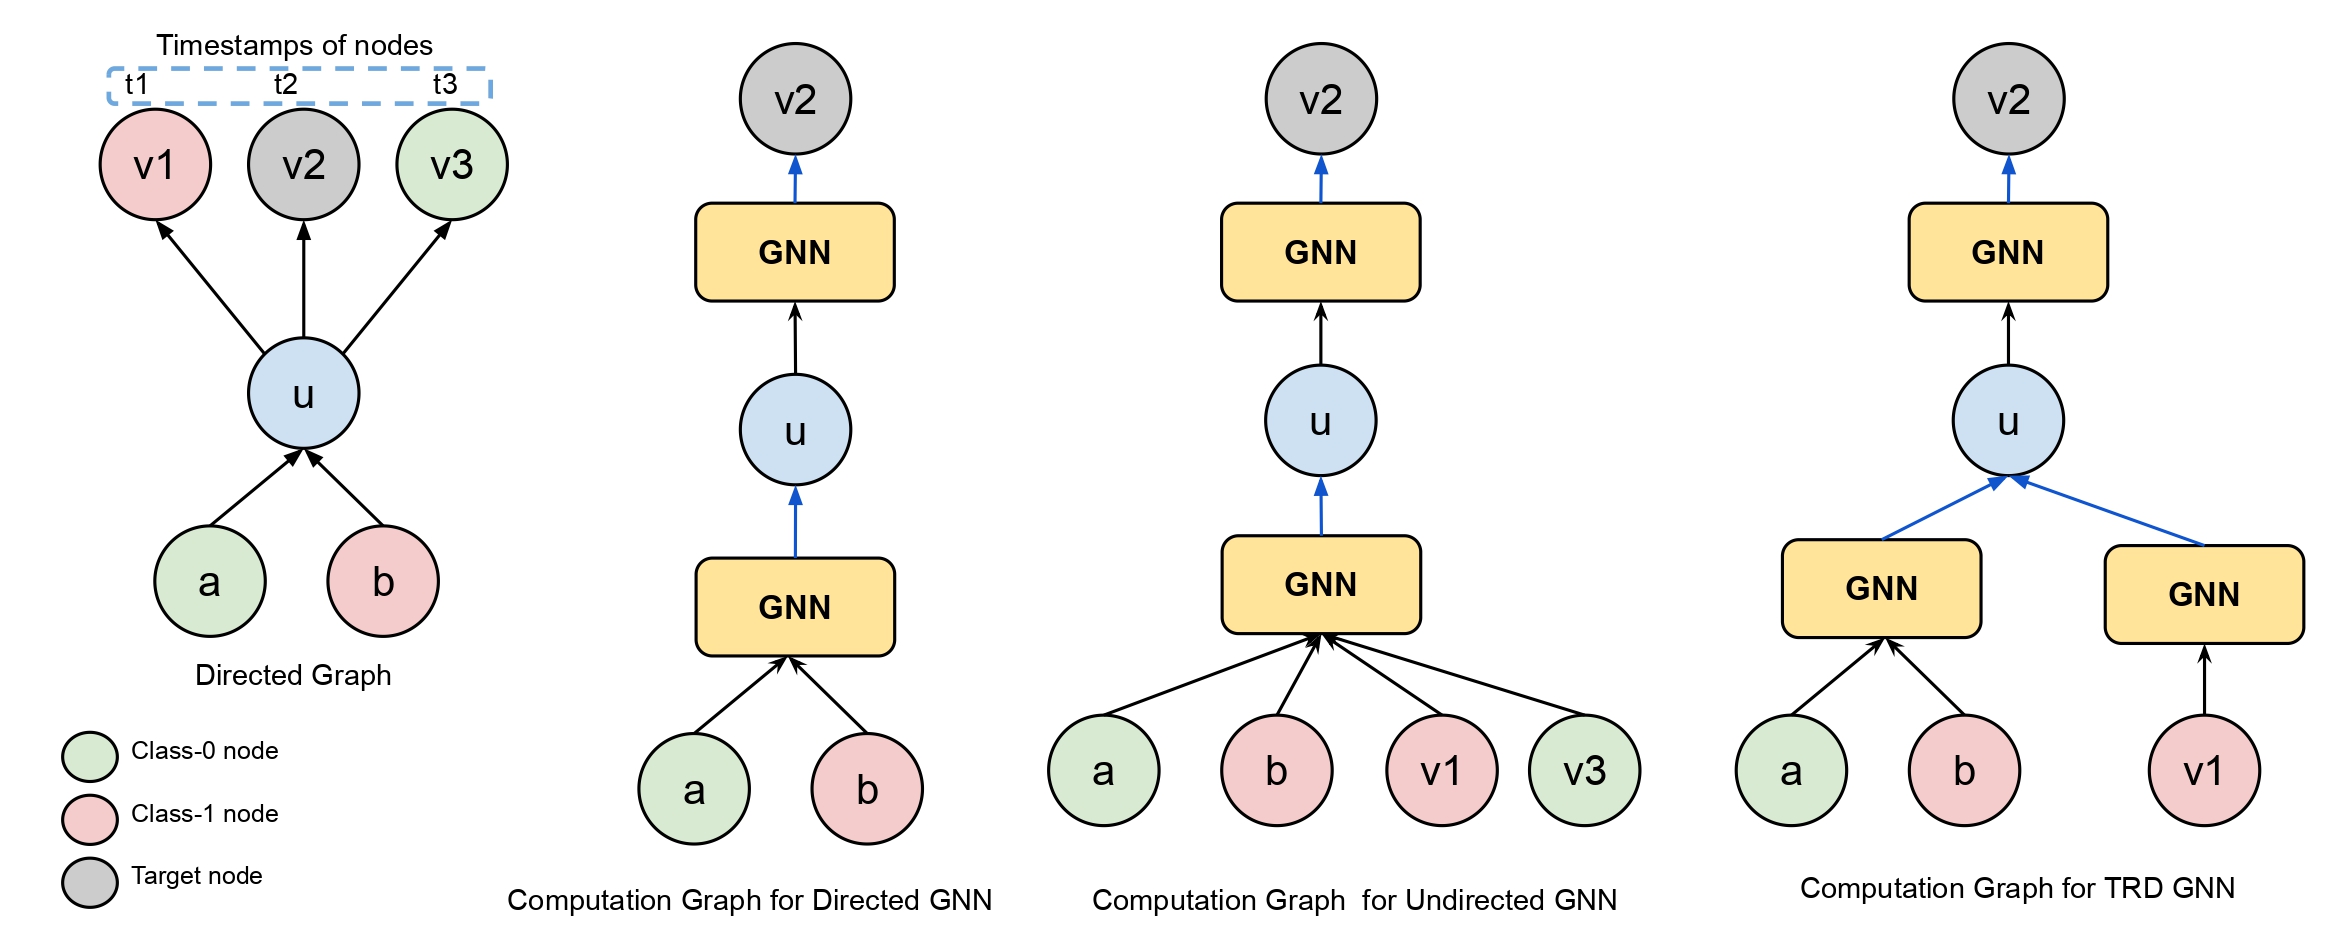 Timestamps of nodes
t1 t2 t3
v1 v2 v3
u
a b
Directed Graph
Class-0 node
Class-1 node
Target node
v2
GNN
u
GNN
a b
Computation Graph for Directed GNN
v2
GNN
u
GNN
a b v1 v3
Computation Graph for Undirected GNN
v2
GNN
u
GNN GNN
a b v1
Computation Graph for TRD GNN